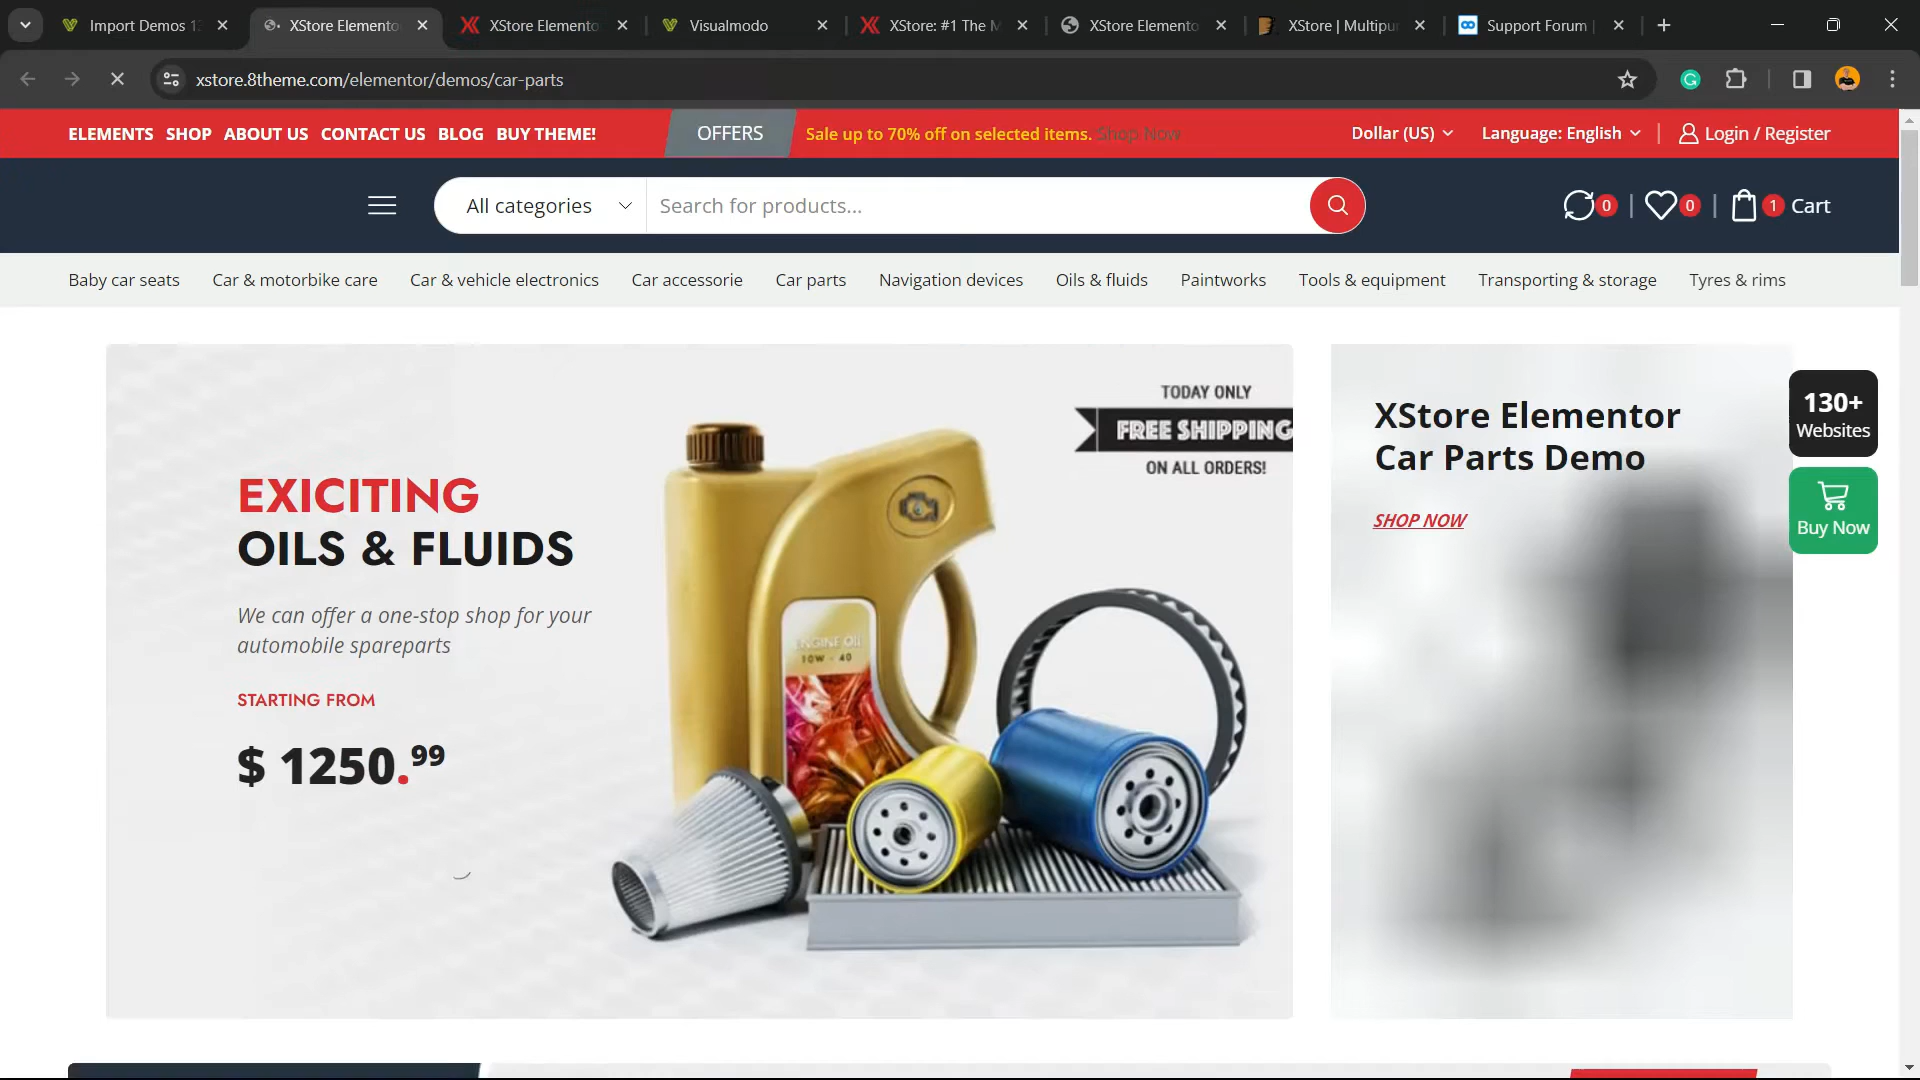 Import Demos 1
XStore Elemento
XStore Elemento
Visualmodo
XStore: #1 The M
XStore Elemento
XStore | Multipu
Support Forum |
xstore.8theme.com/elementor/demos/car-parts
ELEMENTS SHOP ABOUT US CONTACT US BLOG BUY THEME!
OFFERS
Sale up to 70% off on selected items. Shop Now
Dollar (US)
Language: English
Login / Register
All categories
Search for products...
0
0
1 Cart
Baby car seats Car & motorbike care Car & vehicle electronics Car accessorie Car parts Navigation devices Oils & fluids Paintworks Tools & equipment Transporting & storage Tyres & rims
TODAY ONLY
FREE SHIPPING
ON ALL ORDERS!
EXICITING
OILS & FLUIDS
We can offer a one-stop shop for your
automobile spareparts
STARTING FROM
$ 1250.99
ENGINE OIL
10W - 40
XStore Elementor
Car Parts Demo
SHOP NOW
130+
Websites
Buy Now